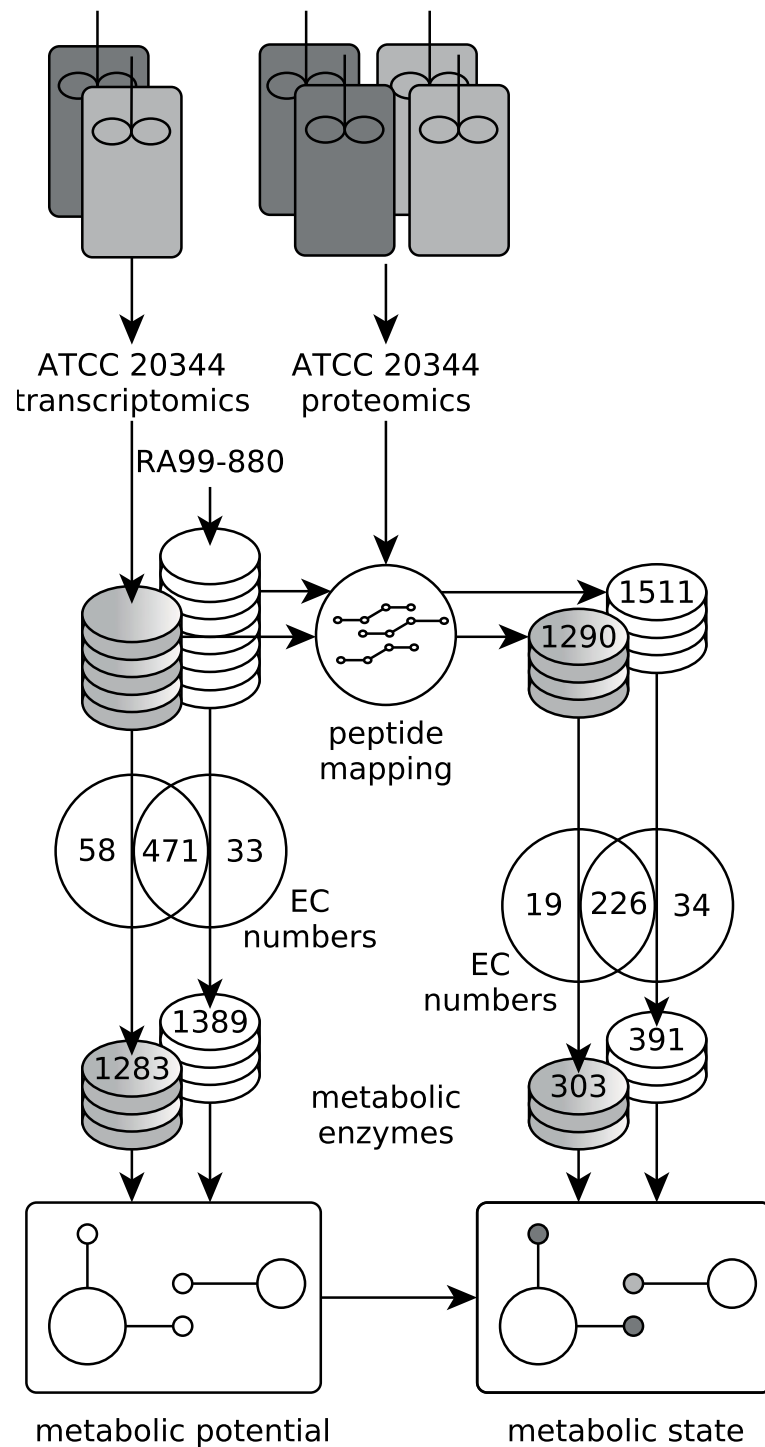 ATCC 20344
transcriptomics
ATCC 20344
proteomics
RA99-880
1511
1290
peptide
mapping
58 471 33
EC
numbers
19 226 34
EC
numbers
1389
1283
391
303
metabolic
enzymes
metabolic potential
metabolic state